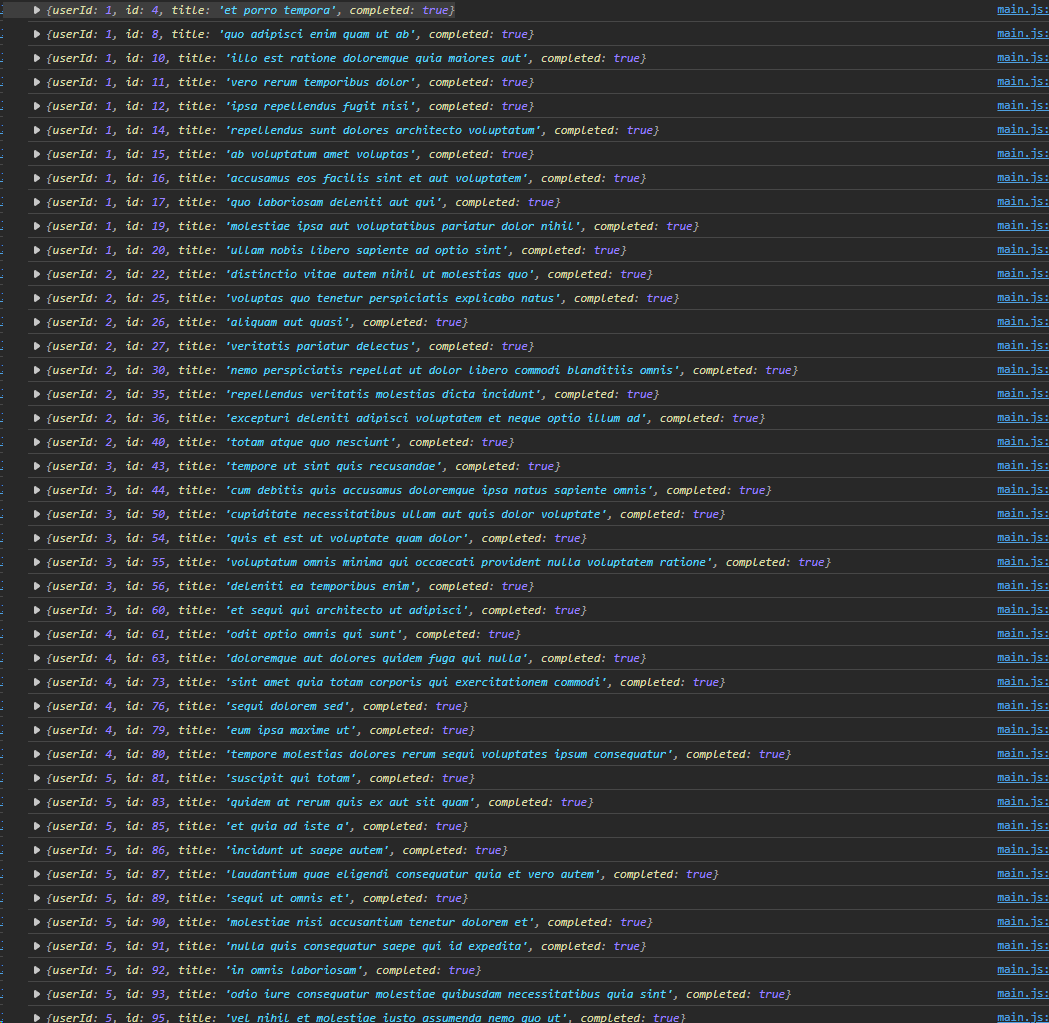 ▶ {userId: 1, id: 4, title: 'et porro tempora', completed: true} main.js:
▶ {userId: 1, id: 8, title: 'quo adipisci enim quam ut ab', completed: true} main.js:
▶ {userId: 1, id: 10, title: 'illo est ratione doloremque quia maiores aut', completed: true} main.js:
▶ {userId: 1, id: 11, title: 'vero rerum temporibus dolor', completed: true} main.js:
▶ {userId: 1, id: 12, title: 'ipsa repellendus fugit nisi', completed: true} main.js:
▶ {userId: 1, id: 14, title: 'repellendus sunt dolores architecto voluptatum', completed: true} main.js:
▶ {userId: 1, id: 15, title: 'ab voluptatum amet voluptas', completed: true} main.js:
▶ {userId: 1, id: 16, title: 'accusamus eos facilis sint et aut voluptatem', completed: true} main.js:
▶ {userId: 1, id: 17, title: 'quo laboriosam deleniti aut qui', completed: true} main.js:
▶ {userId: 1, id: 19, title: 'molestiae ipsa aut voluptatibus pariatur dolor nihil', completed: true} main.js:
▶ {userId: 1, id: 20, title: 'ullam nobis libero sapiente ad optio sint', completed: true} main.js:
▶ {userId: 2, id: 22, title: 'distinctio vitae autem nihil ut molestias quo', completed: true} main.js:
▶ {userId: 2, id: 25, title: 'voluptas quo tenetur perspiciatis explicabo natus', completed: true} main.js:
▶ {userId: 2, id: 26, title: 'aliquam aut quasi', completed: true} main.js:
▶ {userId: 2, id: 27, title: 'veritatis pariatur delectus', completed: true} main.js:
▶ {userId: 2, id: 30, title: 'nemo perspiciatis repellat ut dolor libero commodi blanditiis omnis', completed: true} main.js:
▶ {userId: 2, id: 35, title: 'repellendus veritatis molestias dicta incidunt', completed: true} main.js:
▶ {userId: 2, id: 36, title: 'excepturi deleniti adipisci voluptatem et neque optio illum ad', completed: true} main.js:
▶ {userId: 2, id: 40, title: 'totam atque quo nesciunt', completed: true} main.js:
▶ {userId: 3, id: 43, title: 'tempore ut sint quis recusandae', completed: true} main.js:
▶ {userId: 3, id: 44, title: 'cum debitis quis accusamus doloremque ipsa natus sapiente omnis', completed: true} main.js:
▶ {userId: 3, id: 50, title: 'cupiditate necessitatibus ullam aut quis dolor voluptate', completed: true} main.js:
▶ {userId: 3, id: 54, title: 'quis et est ut voluptate quam dolor', completed: true} main.js:
▶ {userId: 3, id: 55, title: 'voluptatum omnis minima qui occaecati provident nulla voluptatem ratione', completed: true} main.js:
▶ {userId: 3, id: 56, title: 'deleniti ea temporibus enim', completed: true} main.js:
▶ {userId: 3, id: 60, title: 'et sequi qui architecto ut adipisci', completed: true} main.js:
▶ {userId: 4, id: 61, title: 'odit optio omnis qui sunt', completed: true} main.js:
▶ {userId: 4, id: 63, title: 'doloremque aut dolores quidem fuga qui nulla', completed: true} main.js:
▶ {userId: 4, id: 73, title: 'sint amet quia totam corporis qui exercitationem commodi', completed: true} main.js:
▶ {userId: 4, id: 76, title: 'sequi dolorem sed', completed: true} main.js:
▶ {userId: 4, id: 79, title: 'eum ipsa maxime ut', completed: true} main.js:
▶ {userId: 4, id: 80, title: 'tempore molestias dolores rerum sequi voluptates ipsum consequatur', completed: true} main.js:
▶ {userId: 5, id: 81, title: 'suscipit qui totam', completed: true} main.js:
▶ {userId: 5, id: 83, title: 'quidem at rerum quis ex aut sit quam', completed: true} main.js:
▶ {userId: 5, id: 85, title: 'et quia ad iste a', completed: true} main.js:
▶ {userId: 5, id: 86, title: 'incidunt ut saepe autem', completed: true} main.js:
▶ {userId: 5, id: 87, title: 'laudantium quae eligendi consequatur quia et vero autem', completed: true} main.js:
▶ {userId: 5, id: 89, title: 'sequi ut omnis et', completed: true} main.js:
▶ {userId: 5, id: 90, title: 'molestiae nisi accusantium tenetur dolorem et', completed: true} main.js:
▶ {userId: 5, id: 91, title: 'nulla quis consequatur saepe qui id expedita', completed: true} main.js:
▶ {userId: 5, id: 92, title: 'in omnis laboriosam', completed: true} main.js:
▶ {userId: 5, id: 93, title: 'odio iure consequatur molestiae quibusdam necessitatibus quia sint', completed: true} main.js:
▶ {userId: 5, id: 95, title: 'vel nihil et molestiae iusto assumenda nemo quo ut', completed: true} main.js: